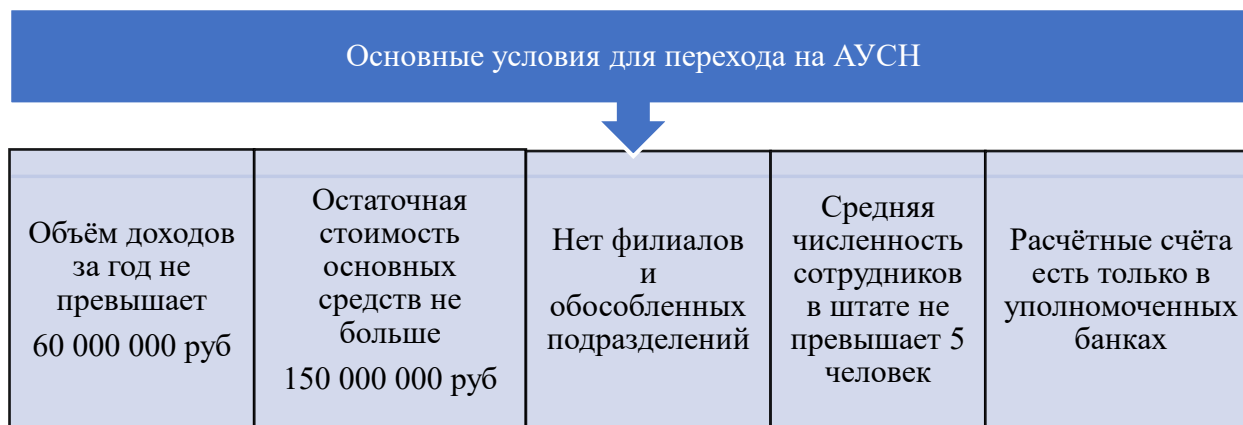 Основные условия для перехода на АУСН
Объём доходов
за год не
превышает
60 000 000 руб
Остаточная
стоимость
основных
средств не
больше
150 000 000 руб
Нет филиалов
и
обособленных
подразделений
Средняя
численность
сотрудников
в штате не
превышает 5
человек
Расчётные счёта
есть только в
уполномоченных
банках